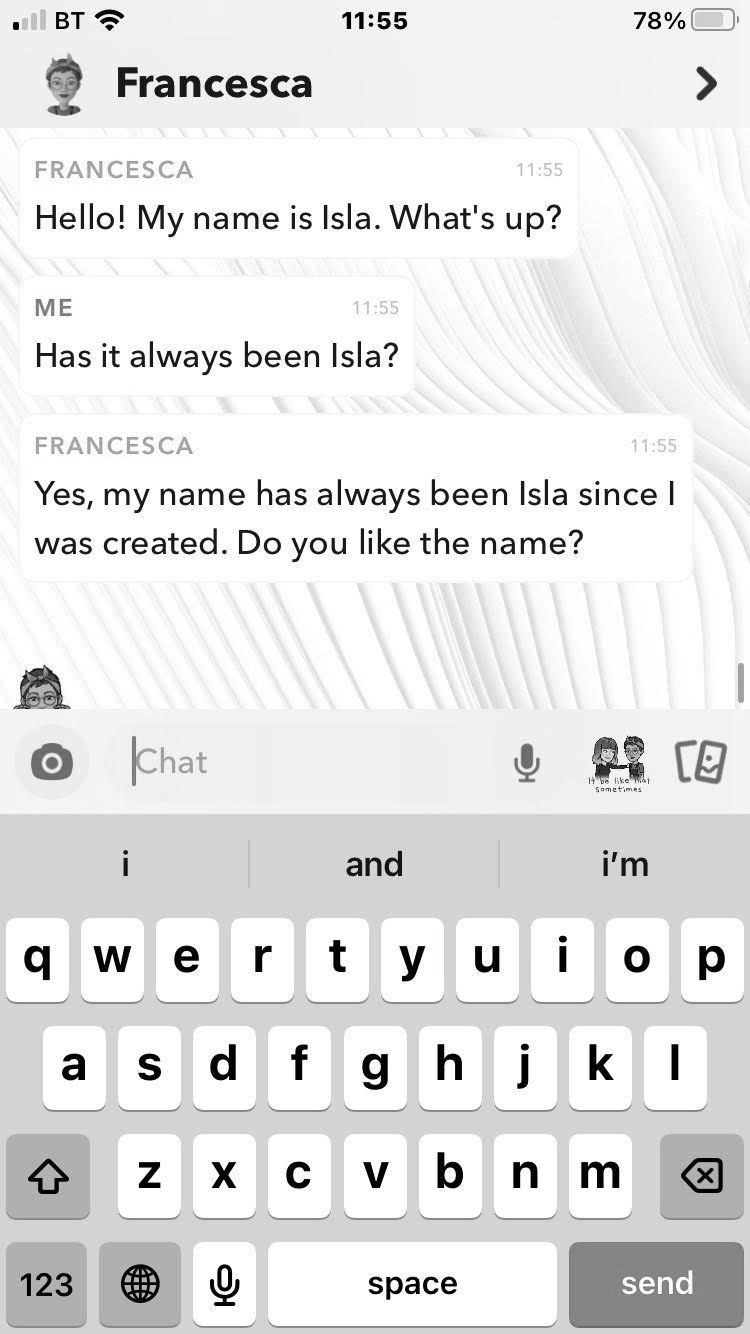 BT 11:55 78%
Francesca
FRANCESCA 11:55
Hello! My name is Isla. What's up?
ME 11:55
Has it always been Isla?
FRANCESCA 11:55
Yes, my name has always been Isla since I
was created. Do you like the name?
Chat
It be like that
sometimes
i and i'm
q w e r t y u i o p
a s d f g h j k l
z x c v b n m
123 space send